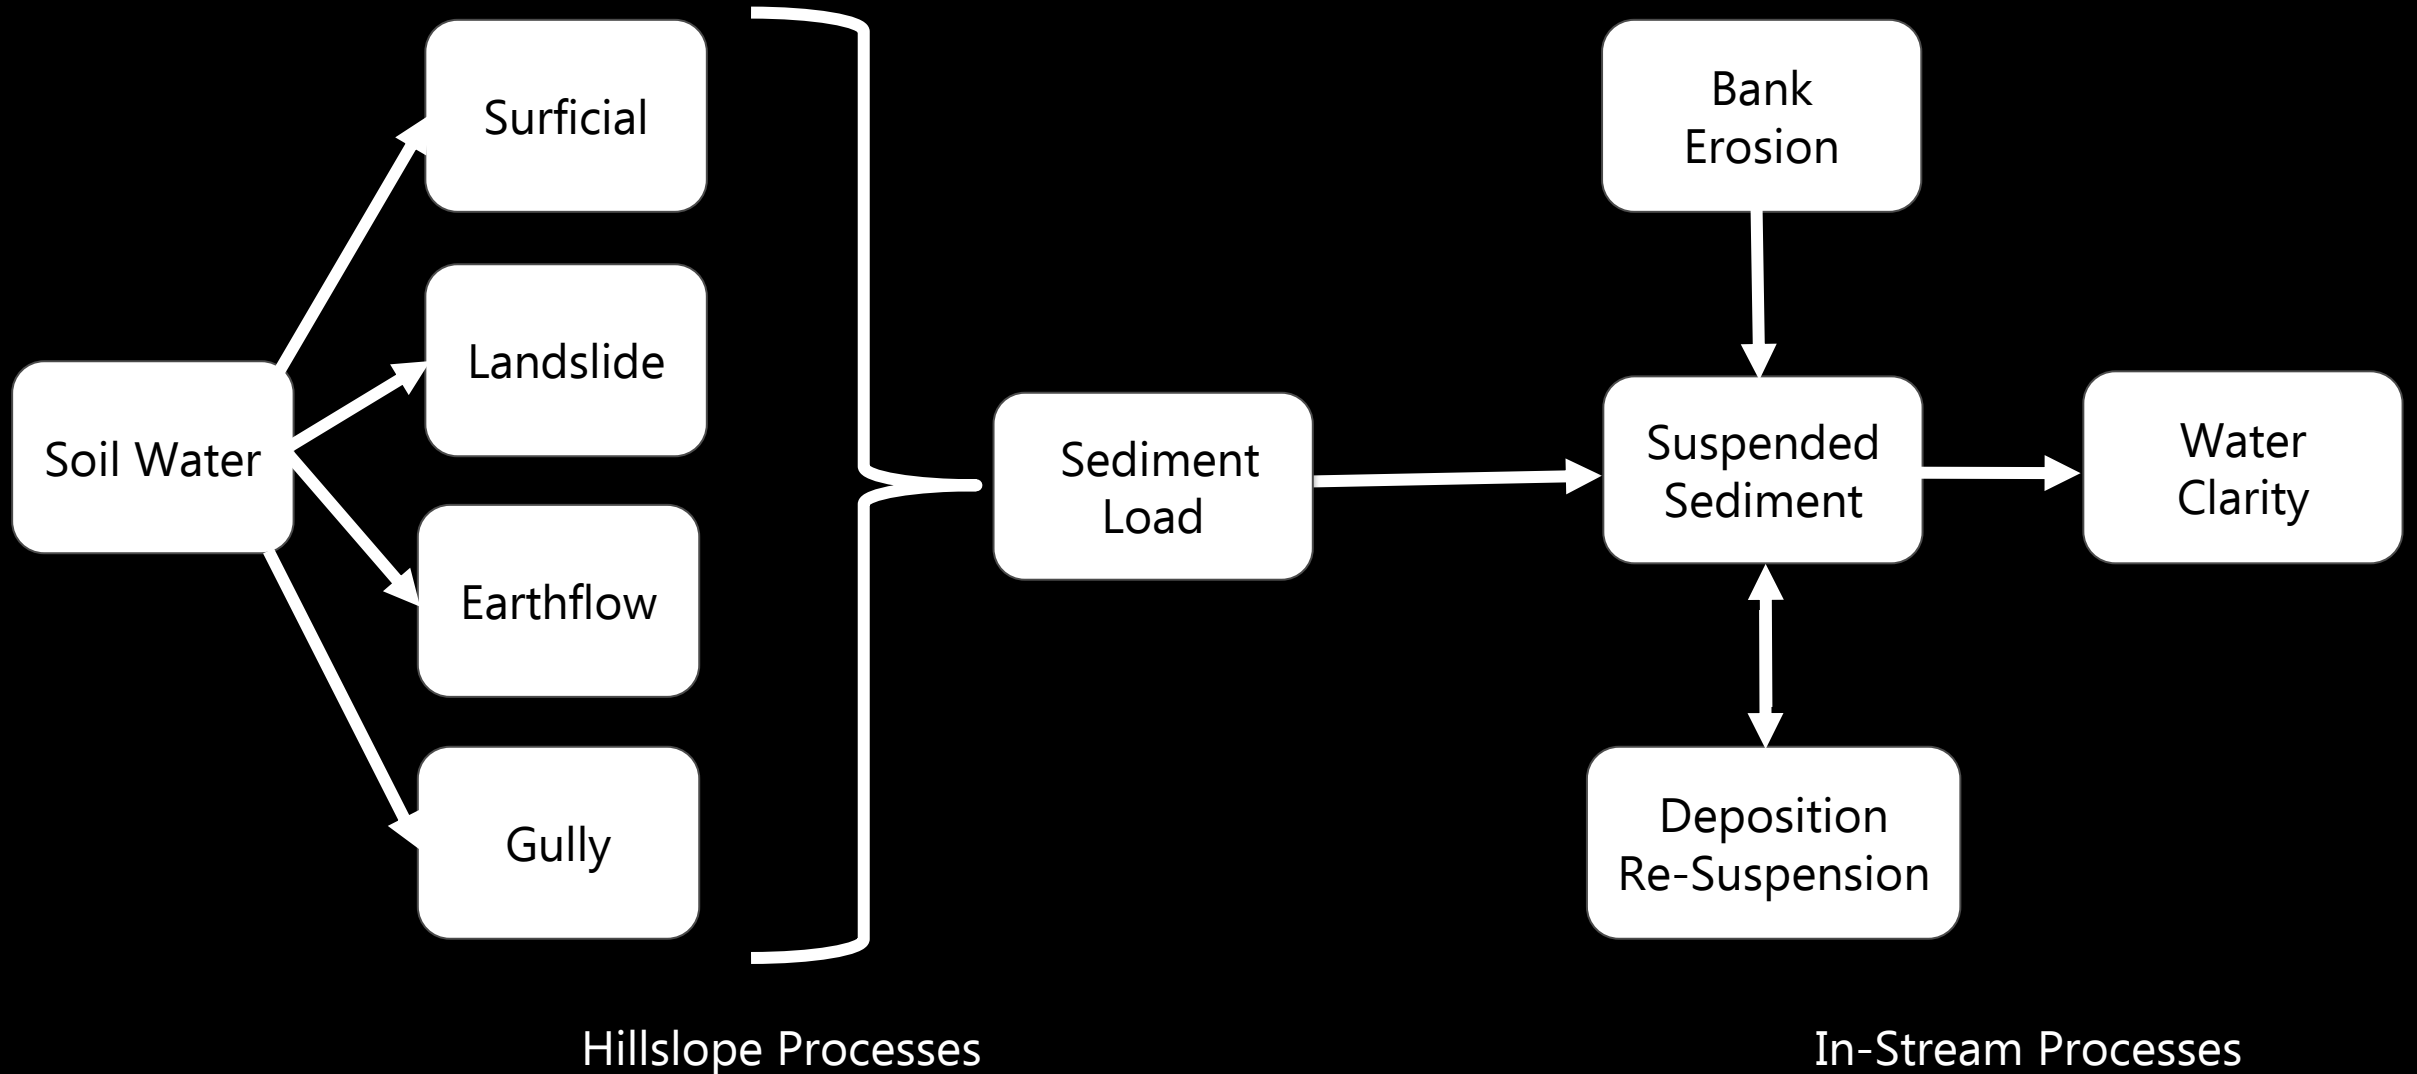 Soil Water
Surficial
Landslide
Earthflow
Gully
Sediment
Load
Bank
Erosion
Suspended
Sediment
Deposition
Re-Suspension
Water
Clarity
Hillslope Processes
In-Stream Processes